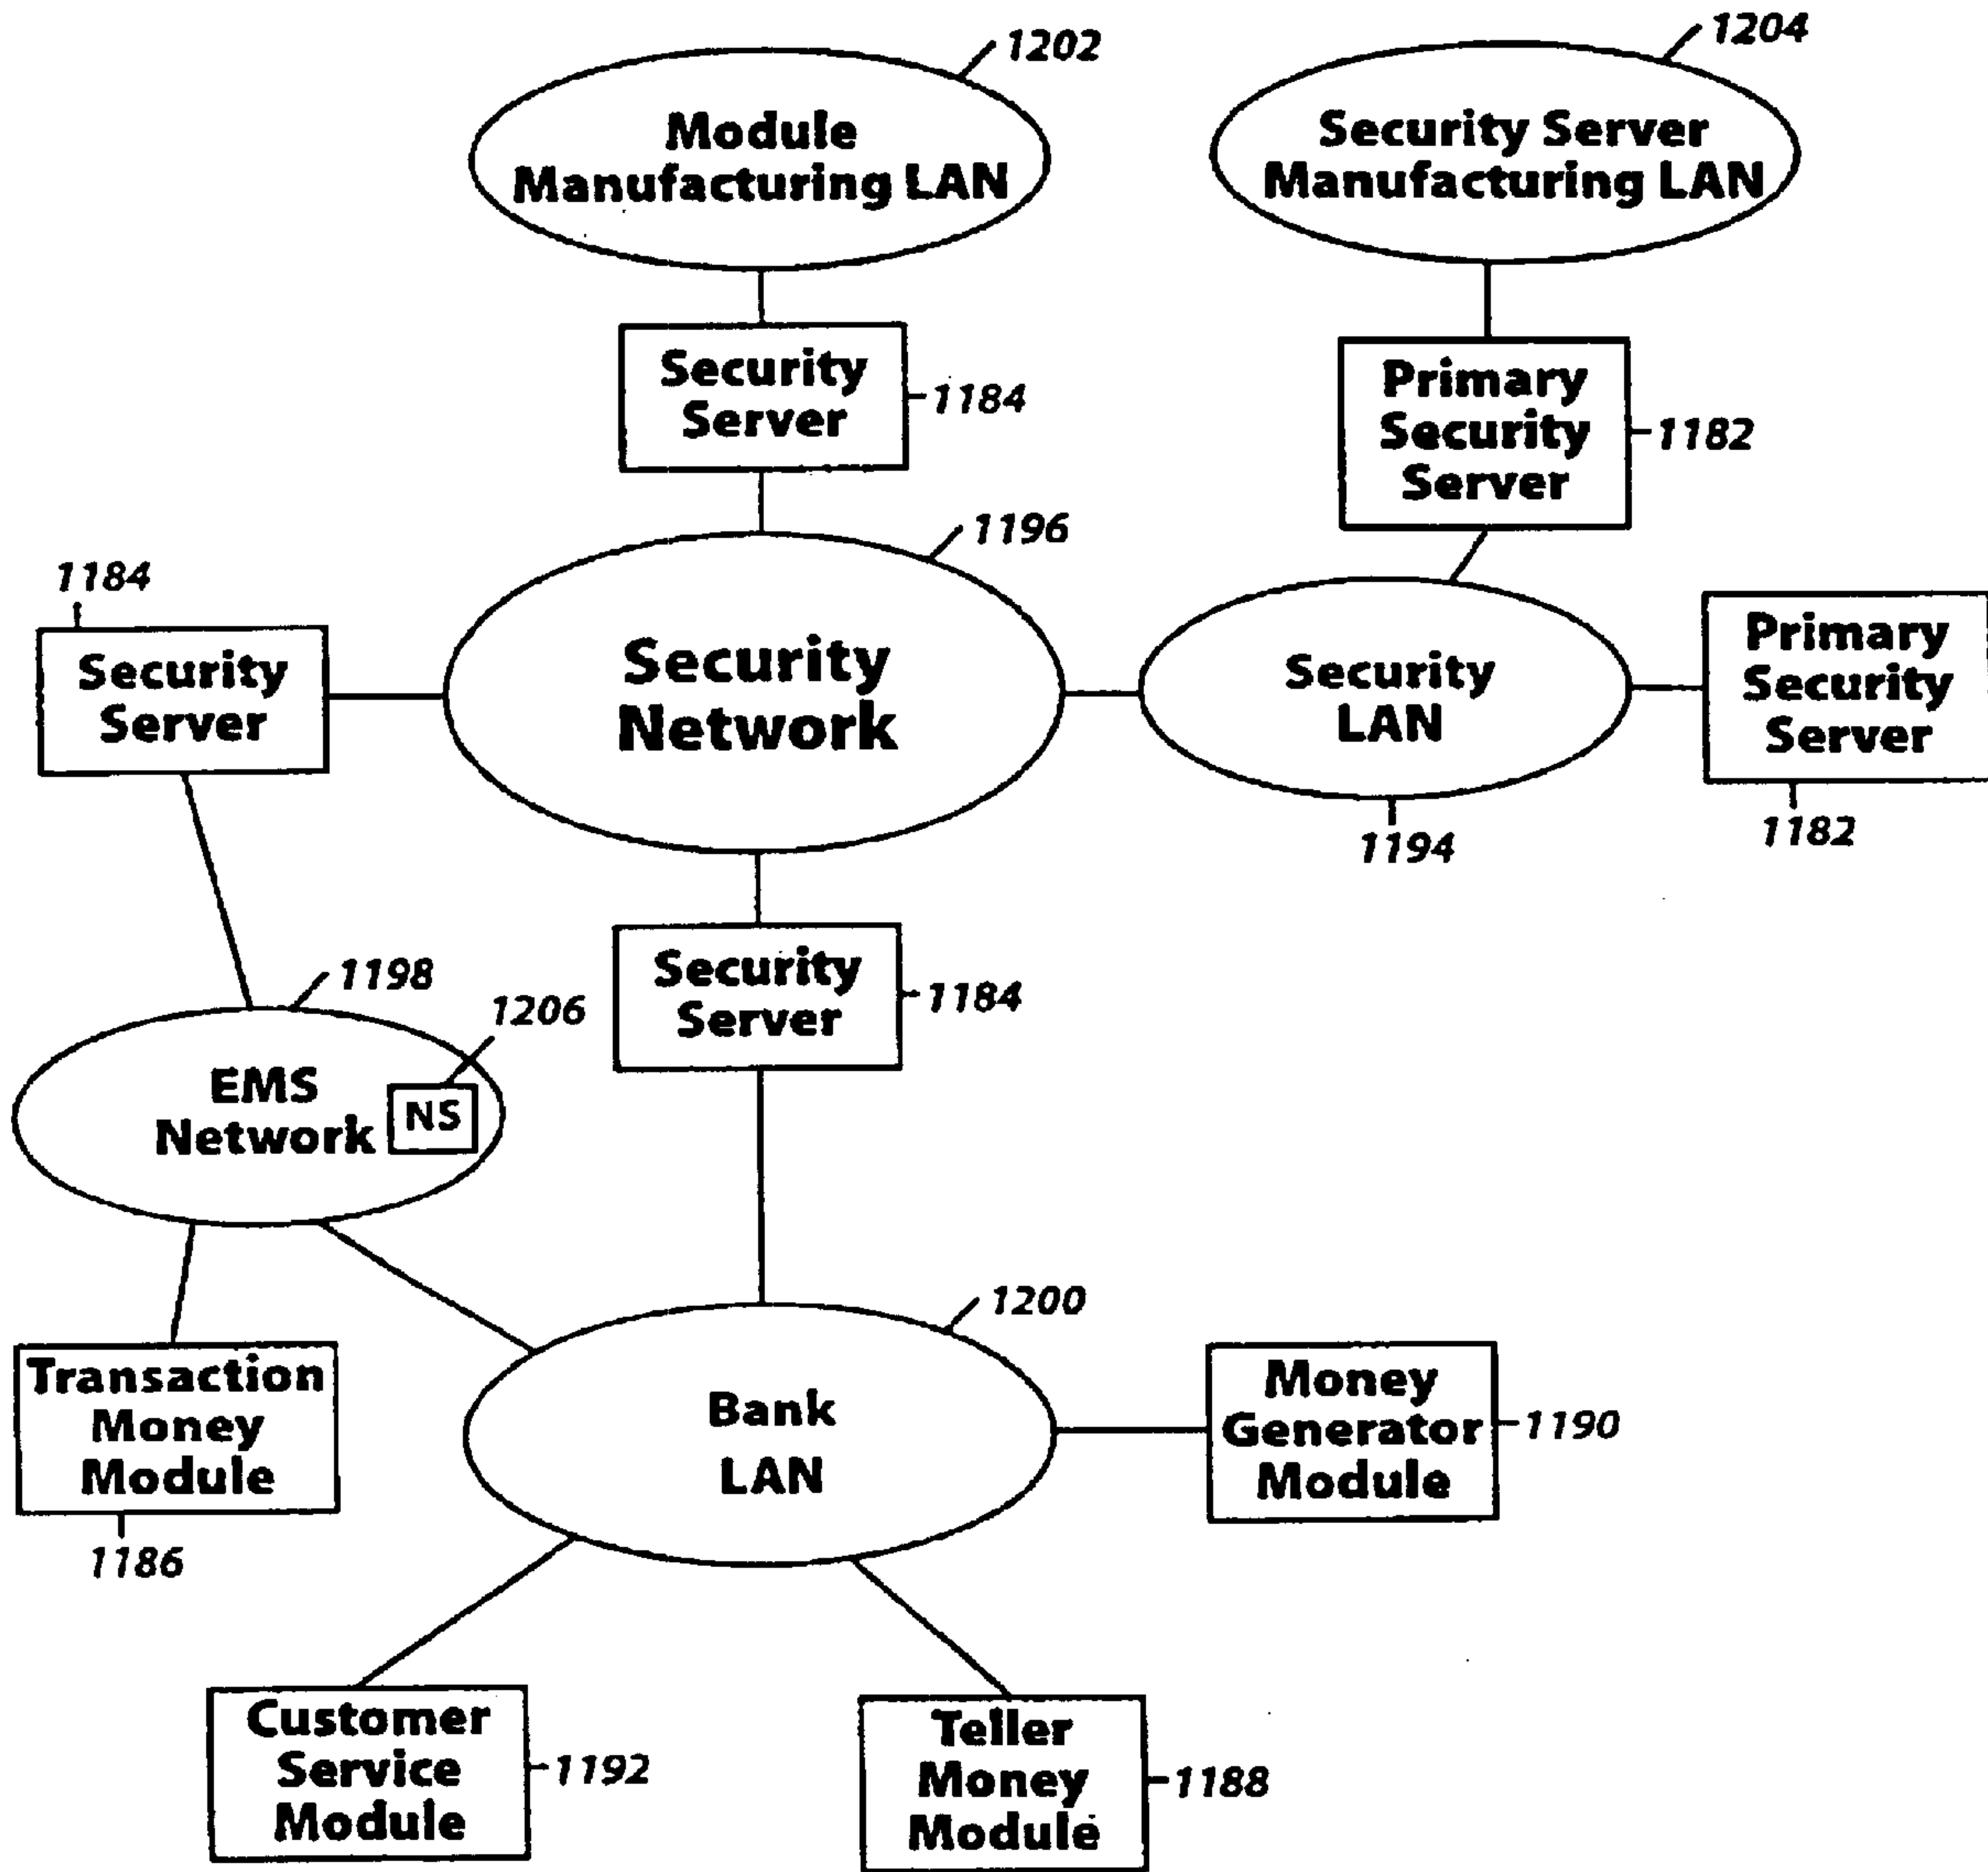 1202
Module
Manufacturing LAN
1204
Security Server
Manufacturing LAN
Security
Server
1184
Primary
Security
Server
1182
1196
Security
Network
1184
Security
Server
Security
LAN
1194
Primary
Security
Server
1182
Security
Server
1184
1198
1206
EMS
Network
NS
1200
Bank
LAN
Transaction
Money
Module
1186
Money
Generator
Module
1190
Customer
Service
Module
1192
Teller
Money
Module
1188